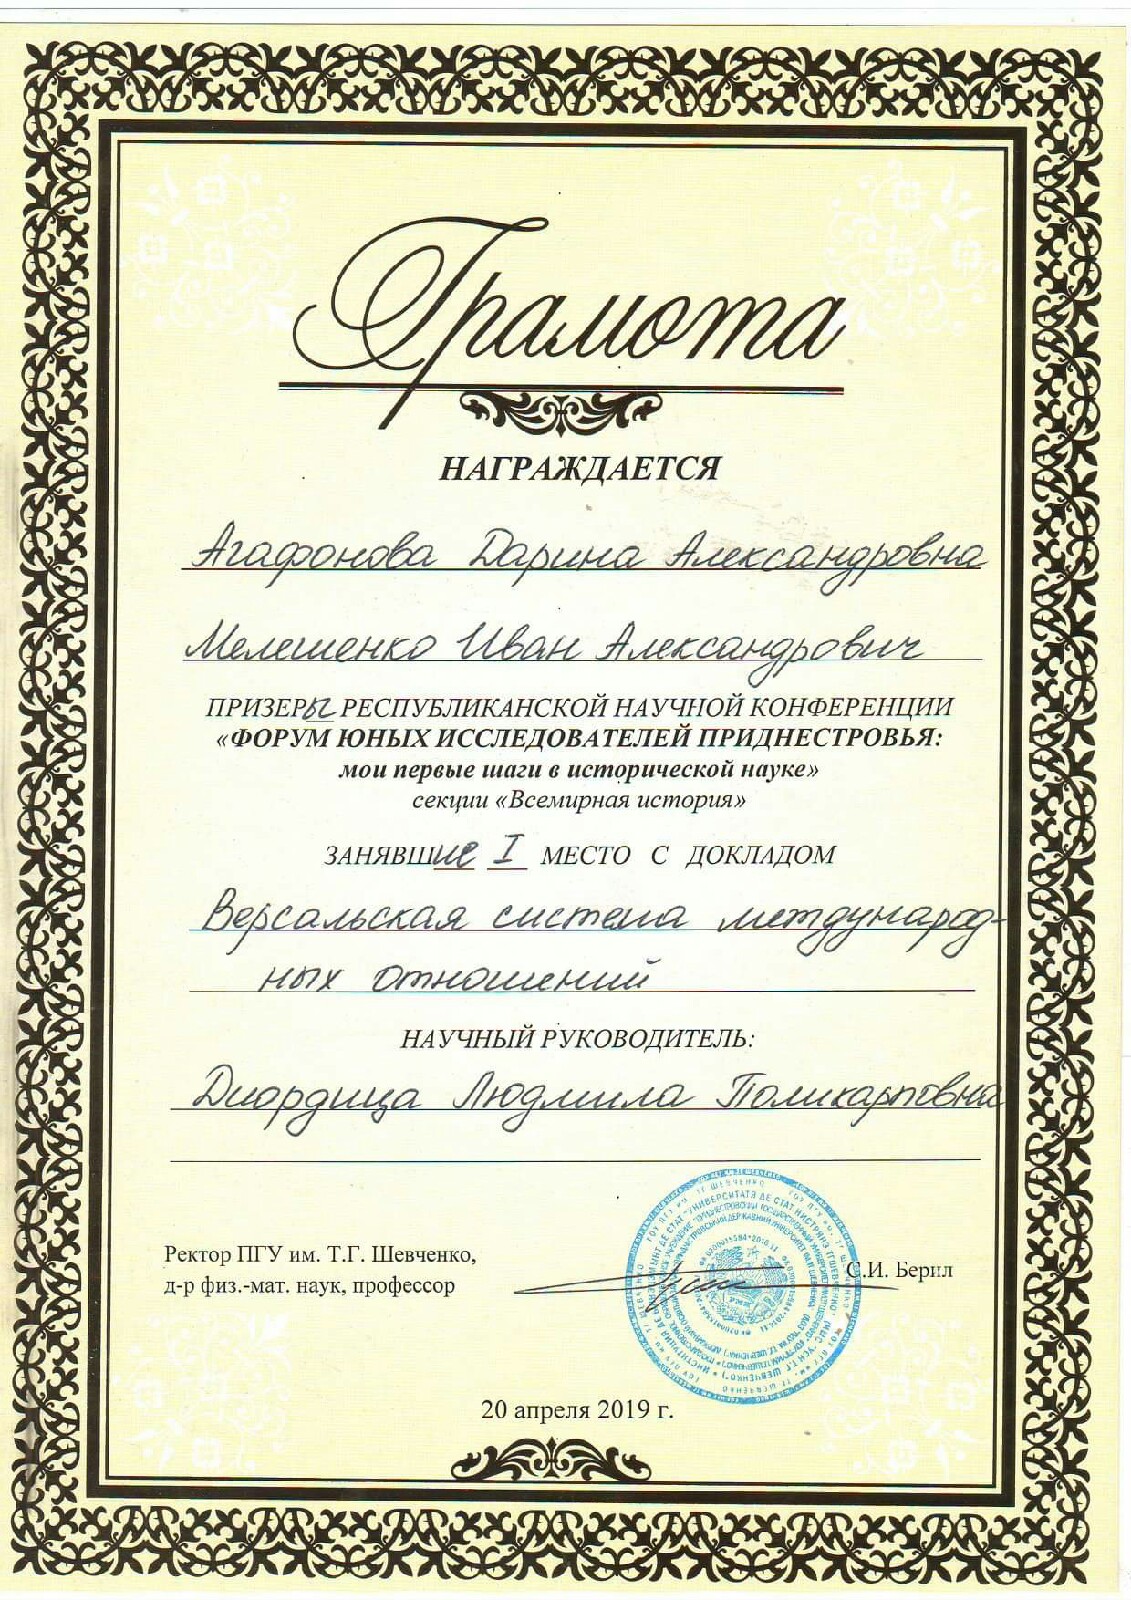 Грамота
НАГРАЖДАЕТСЯ
Агафонова Дарина Александровна
Мелешенко Иван Александрович
ПРИЗЕРЫ РЕСПУБЛИКАНСКОЙ НАУЧНОЙ КОНФЕРЕНЦИИ
«ФОРУМ ЮНЫХ ИССЛЕДОВАТЕЛЕЙ ПРИДНЕСТРОВЬЯ:
мои первые шаги в исторической науке»
секции «Всемирная история»
ЗАНЯВШИЕ I МЕСТО С ДОКЛАДОМ
Версальская система международ-
ных отношений
НАУЧНЫЙ РУКОВОДИТЕЛЬ:
Диордица Людмила Поликарповна
Ректор ПГУ им. Т.Г. Шевченко,
д-р физ.-мат. наук, профессор
С.И. Берил
20 апреля 2019 г.